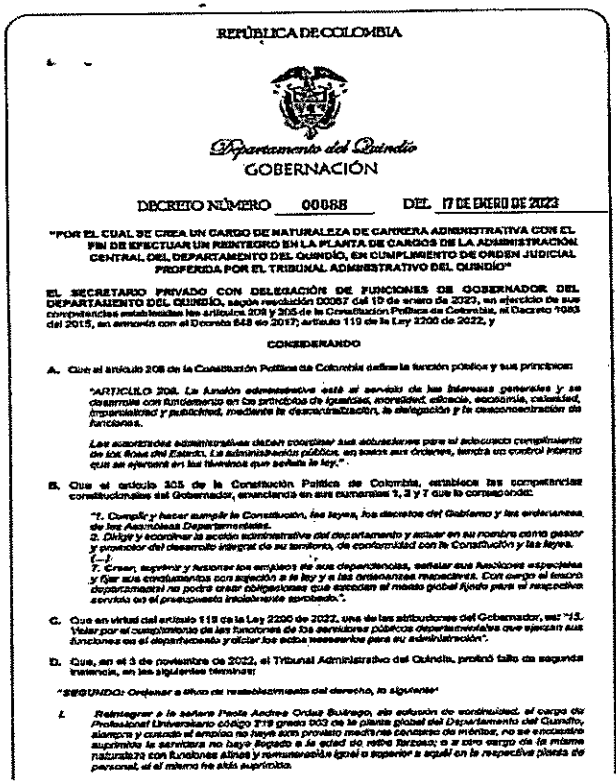 REPÚBLICA DE COLOMBIA
Departamento del Quindío
GOBERNACIÓN
DECRETO NÚMERO 00088 DEL 17 DE ENERO DE 2023
"POR EL CUAL SE CREA UN CARGO DE NATURALEZA DE CARRERA ADMINISTRATIVA CON EL
FIN DE EFECTUAR UN REINTEGRO EN LA PLANTA DE CARGOS DE LA ADMINISTRACIÓN
CENTRAL DEL DEPARTAMENTO DEL QUINDÍO, EN CUMPLIMIENTO DE ORDEN JUDICIAL
PROFERIDA POR EL TRIBUNAL ADMINISTRATIVO DEL QUINDÍO"
EL SECRETARIO PRIVADO CON DELEGACIÓN DE FUNCIONES DE GOBERNADOR DEL
DEPARTAMENTO DEL QUINDÍO, según resolución 00067 del 10 de enero de 2023, en ejercicio de sus
competencias establecidas los artículos 209 y 305 de la Constitución Política de Colombia, el Decreto 1083
del 2015, en armonía con el Decreto 648 de 2017; artículo 119 de la Ley 2200 de 2022, y
CONSIDERANDO
A. Que el artículo 209 de la Constitución Política de Colombia define la función pública y sus principios:
"ARTICULO 209. La función administrativa está al servicio de los intereses generales y se
desarrolla con fundamento en los principios de igualdad, moralidad, eficacia, economía, celeridad,
imparcialidad y publicidad, mediante la descentralización, la delegación y la desconcentración de
funciones.
Las autoridades administrativas deben coordinar sus actuaciones para el adecuado cumplimiento
de los fines del Estado. La administración pública, en todos sus órdenes, tendrá un control interno
que se ejercerá en los términos que señale la ley."
B. Que el artículo 305 de la Constitución Política de Colombia, establece las competencias
constitucionales del Gobernador, enunciando en sus numerales 1, 2 y 7 que le corresponde:
"1. Cumplir y hacer cumplir la Constitución, las leyes, los decretos del Gobierno y las ordenanzas
de las Asambleas Departamentales.
2. Dirigir y coordinar la acción administrativa del departamento y actuar en su nombre como gestor
y promotor del desarrollo integral de su territorio, de conformidad con la Constitución y las leyes.
(...)
7. Crear, suprimir y fusionar los empleos de sus dependencias, señalar sus funciones especiales
y fijar sus emolumentos con sujeción a la ley y a las ordenanzas respectivas. Con cargo al tesoro
departamental no podrá crear obligaciones que excedan al monto global fijado para el respectivo
servicio en el presupuesto inicialmente aprobado.".
C. Que en virtud del artículo 119 de la Ley 2200 de 2022, una de las atribuciones del Gobernador, es: "15.
Velar por el cumplimiento de las funciones de los servidores públicos departamentales que ejerzan sus
funciones en el departamento y dictar los actos necesarios para su administración".
D. Que, en el 3 de noviembre de 2022, el Tribunal Administrativo del Quindío, profirió fallo de segunda
instancia, en los siguientes términos:
"SEGUNDO: Ordenar a título de restablecimiento del derecho, lo siguiente"
i. Reintegrar a la señora Paola Andrea Orduz Buitrago, sin solución de continuidad, al cargo de
Profesional Universitario código 219 grado 003 de la planta global del Departamento del Quindío,
siempre y cuando el empleo no haya sido provisto mediante concurso de méritos, no se encuentre
suprimido la servidora no haya llegado a la edad de retiro forzoso; o a otro cargo de la misma
naturaleza con funciones afines y remuneración igual o superior a aquél en la respectiva planta de
personal, si el mismo ha sido suprimido.